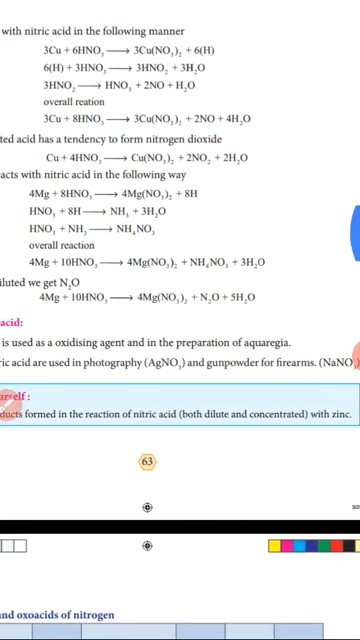 with nitric acid in the following manner
3Cu + 6HNO₃ ⟶ 3Cu(NO₃)₂ + 6(H)
6(H) + 3HNO₃ ⟶ 3HNO₂ + 3H₂O
3HNO₂ ⟶ HNO₃ + 2NO + H₂O
overall reation
3Cu + 8HNO₃ ⟶ 3Cu(NO₃)₂ + 2NO + 4H₂O
ted acid has a tendency to form nitrogen dioxide
Cu + 4HNO₃ ⟶ Cu(NO₃)₂ + 2NO₂ + 2H₂O
acts with nitric acid in the following way
4Mg + 8HNO₃ ⟶ 4Mg(NO₃)₂ + 8H
HNO₃ + 8H ⟶ NH₃ + 3H₂O
HNO₃ + NH₃ ⟶ NH₄NO₃
overall reaction
4Mg + 10HNO₃ ⟶ 4Mg(NO₃)₂ + NH₄NO₃ + 3H₂O
iluted we get N₂O
4Mg + 10HNO₃ ⟶ 4Mg(NO₃)₂ + N₂O + 5H₂O
acid:
is used as a oxidising agent and in the preparation of aquaregia.
ric acid are used in photography (AgNO₃) and gunpowder for firearms. (NaNO₃)
urself :
ducts formed in the reaction of nitric acid (both dilute and concentrated) with zinc.
63
and oxoacids of nitrogen